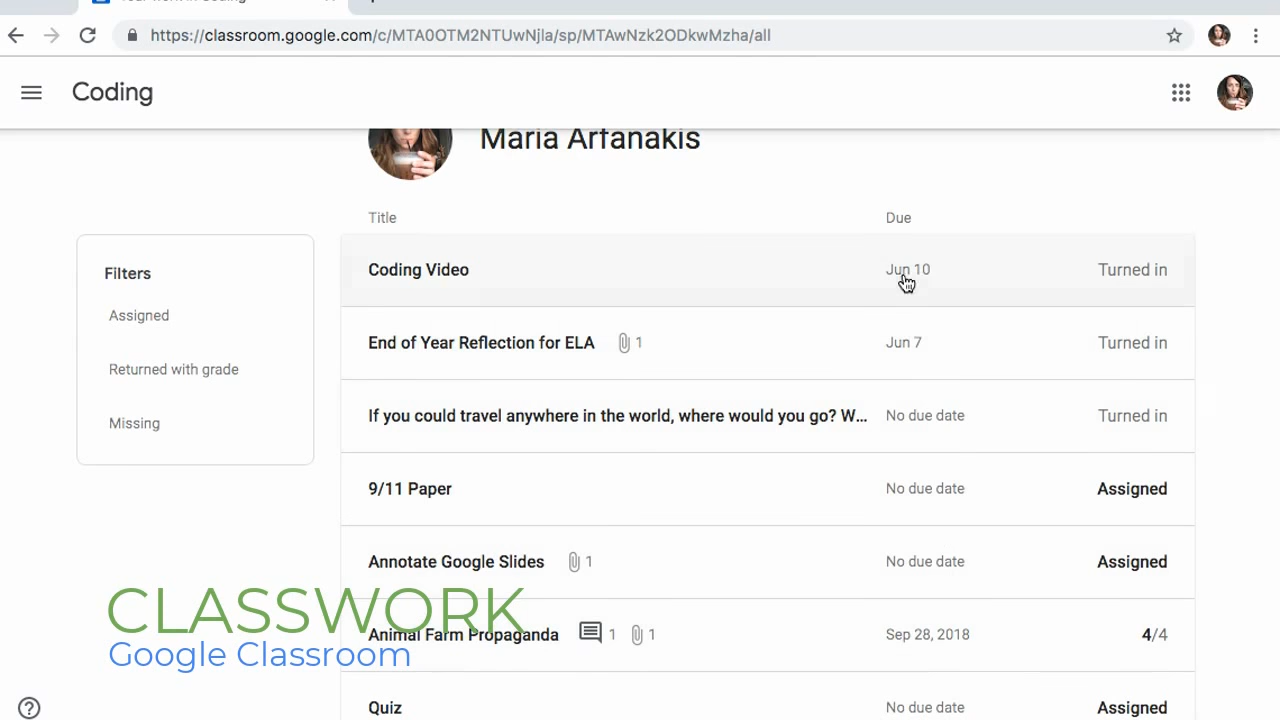 https://classroom.google.com/c/MTA0OTM2NTUwNjla/sp/MTAwNzk2ODkwMzha/all
Coding
Maria Arfanakis
Title Due
Filters
Assigned
Returned with grade
Missing
Coding Video Jun 10 Turned in
End of Year Reflection for ELA 1 Jun 7 Turned in
If you could travel anywhere in the world, where would you go? W... No due date Turned in
9/11 Paper No due date Assigned
Annotate Google Slides 1 No due date Assigned
Animal Farm Propaganda 1 1 Sep 28, 2018 4/4
Quiz No due date Assigned
CLASSWORK
Google Classroom